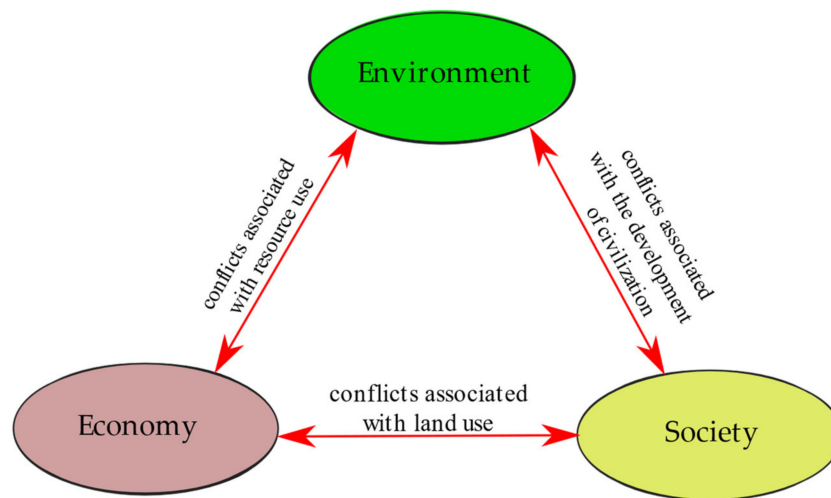 Environment
conflicts associated
with resource use
conflicts associated
with the development
of civilization
conflicts associated
with land use
Economy
Society